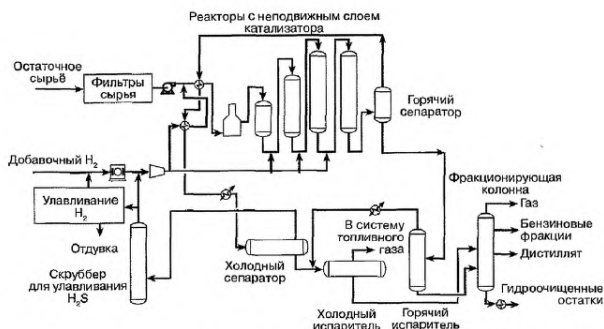 Реакторы с неподвижным слоем
катализатора
Остаточное
сырьё
Фильтры
сырья
Горячий
сепаратор
Добавочный H₂
Улавливание
H₂
Отдувка
Скруббер
для улавливания
H₂S
Холодный
сепаратор
В систему
топливного
газа
Холодный
испаритель
Горячий
испаритель
Фракционирующая
колонна
Газ
Бензиновые
фракции
Дистиллят
Гидроочищенные
остатки